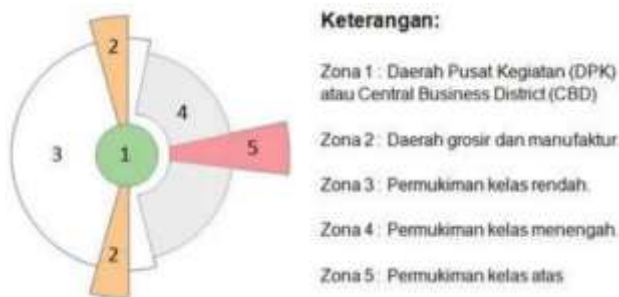 2
3
1
4
5
2
Keterangan:
Zona 1 : Daerah Pusat Kegiatan (DPK)
atau Central Business District (CBD)
Zona 2 : Daerah grosir dan manufaktur
Zona 3 : Permukiman kelas rendah.
Zona 4 : Permukiman kelas menengah
Zona 5 : Permukiman kelas atas